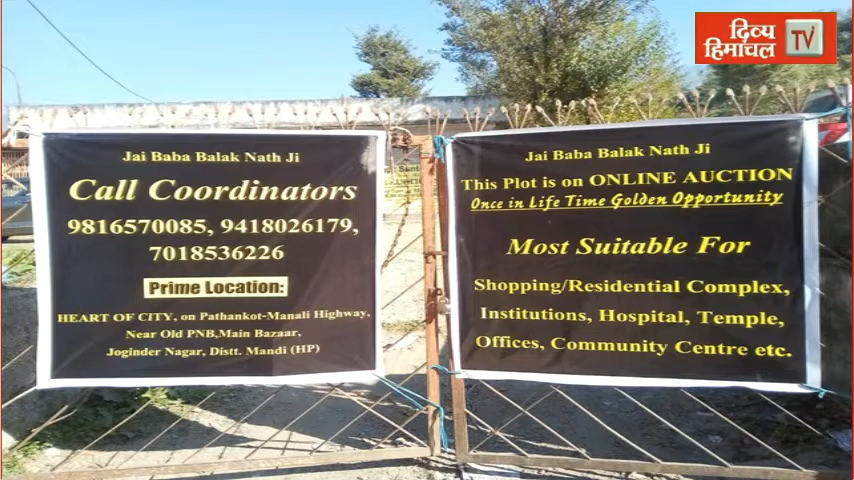 दिव्य
हिमाचल
TV
Jai Baba Balak Nath Ji
Call Coordinators
9816570085, 9418026179,
7018536226
Prime Location:
HEART OF CITY, on Pathankot-Manali Highway,
Near Old PNB,Main Bazaar,
Joginder Nagar, Distt. Mandi (HP)
Jai Baba Balak Nath Ji
This Plot is on ONLINE AUCTION
Once in Life Time Golden Opportunity
Most Suitable For
Shopping/Residential Complex,
Institutions, Hospital, Temple,
Offices, Community Centre etc.